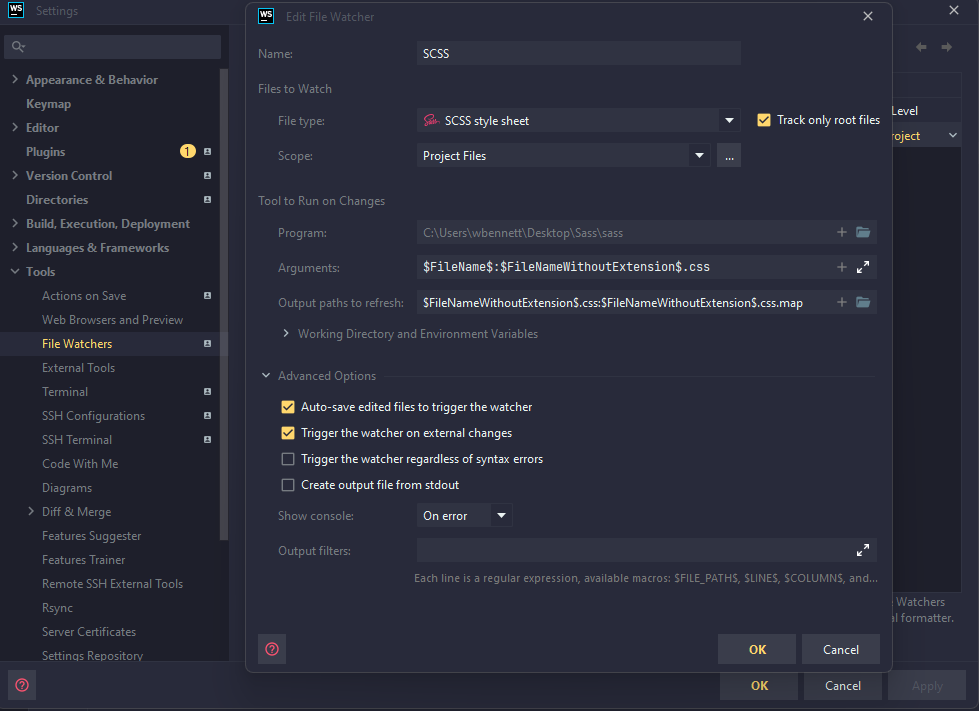 WS Settings
Appearance & Behavior
Keymap
Editor
Plugins 1
Version Control
Directories
Build, Execution, Deployment
Languages & Frameworks
Tools
Actions on Save
Web Browsers and Preview
File Watchers
External Tools
Terminal
SSH Configurations
SSH Terminal
Code With Me
Diagrams
Diff & Merge
Features Suggester
Features Trainer
Remote SSH External Tools
Rsync
Server Certificates
Settings Repository
WS Edit File Watcher
Name: SCSS
Files to Watch
File type: Sass SCSS style sheet Track only root files
Scope: Project Files ...
Tool to Run on Changes
Program: C:\Users\wbennett\Desktop\Sass\sass
Arguments: $FileName$:$FileNameWithoutExtension$.css
Output paths to refresh: $FileNameWithoutExtension$.css:$FileNameWithoutExtension$.css.map
Working Directory and Environment Variables
Advanced Options
Auto-save edited files to trigger the watcher
Trigger the watcher on external changes
Trigger the watcher regardless of syntax errors
Create output file from stdout
Show console: On error
Output filters:
Each line is a regular expression, available macros: $FILE_PATH$, $LINE$, $COLUMN$, and...
? OK Cancel
Level
roject
Watchers
al formatter.
? OK Cancel Apply